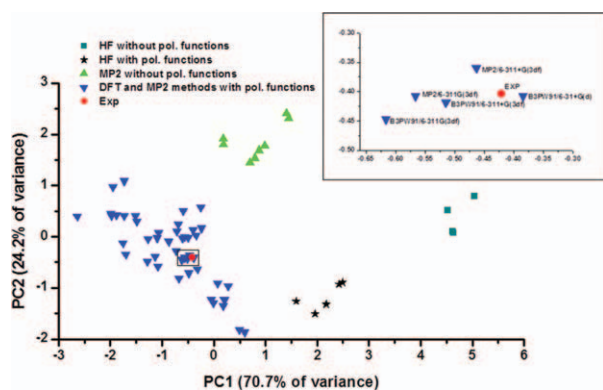 HF without pol. functions
HF with pol. functions
MP2 without pol. functions
DFT and MP2 methods with pol. functions
Exp
PC2 (24.2% of variance)
3
2
1
0
-1
-2
-3 -2 -1 0 1 2 3 4 5 6
PC1 (70.7% of variance)
-0.30
-0.35
-0.40
-0.45
-0.50
MP2/6-311+G(3df)
EXP
MP2/6-311G(3df)
B3PW91/6-31+G(d)
B3PW91/6-311+G(3df)
B3PW91/6-311G(3df)
-0.65 -0.60 -0.55 -0.50 -0.45 -0.40 -0.35 -0.30